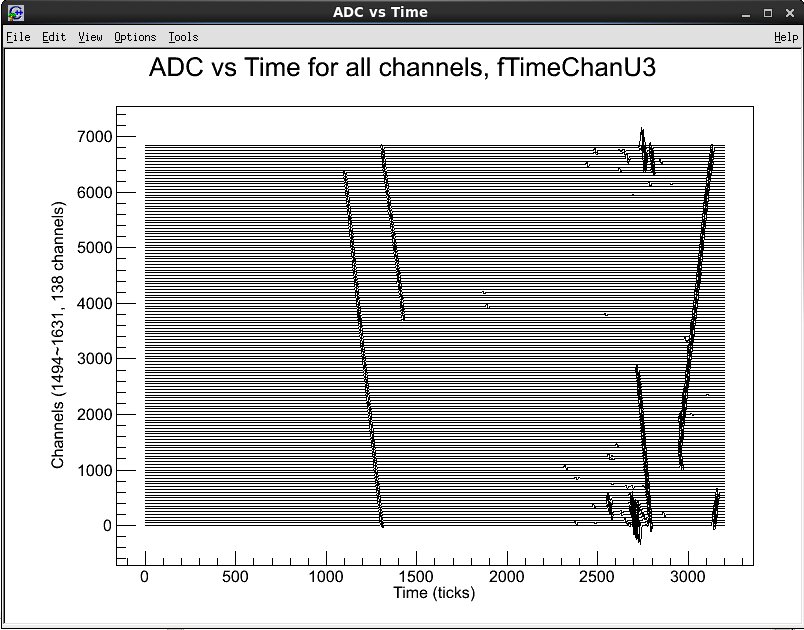 ADC vs Time
File Edit View Options Tools Help
ADC vs Time for all channels, fTimeChanU3
Channels (1494~1631, 138 channels)
7000
6000
5000
4000
3000
2000
1000
0
0 500 1000 1500 2000 2500 3000
Time (ticks)